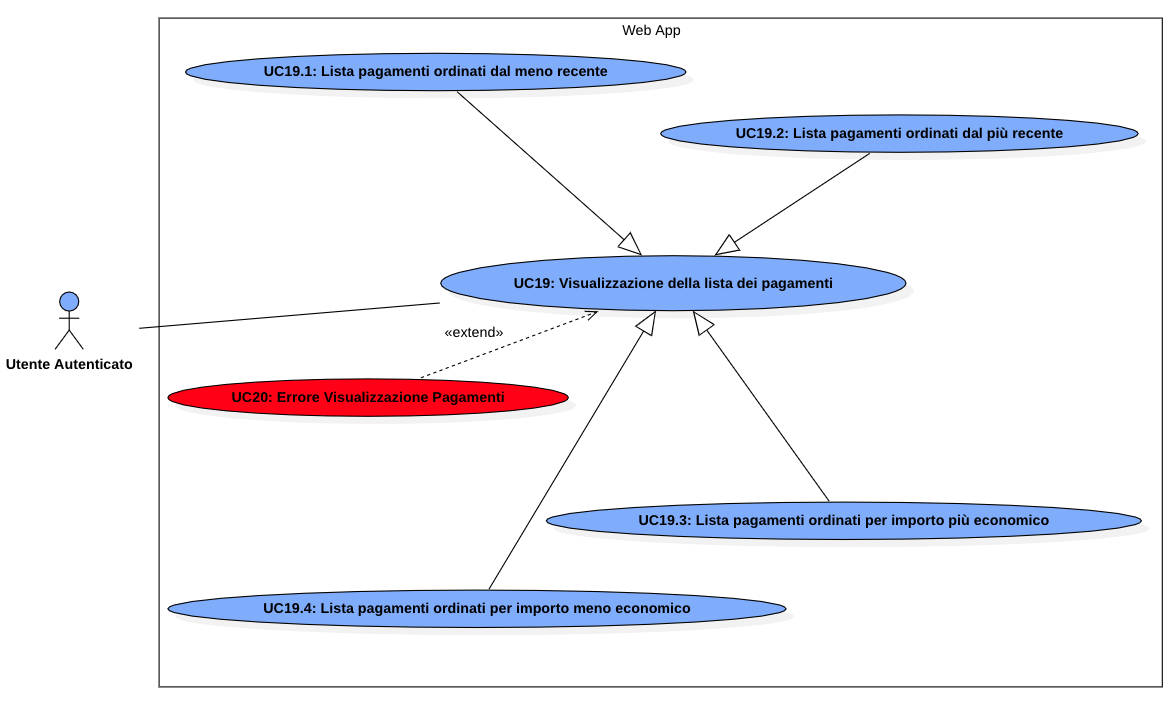 Web App
UC19.1: Lista pagamenti ordinati dal meno recente
UC19.2: Lista pagamenti ordinati dal più recente
UC19: Visualizzazione della lista dei pagamenti
«extend»
Utente Autenticato
UC20: Errore Visualizzazione Pagamenti
UC19.3: Lista pagamenti ordinati per importo più economico
UC19.4: Lista pagamenti ordinati per importo meno economico